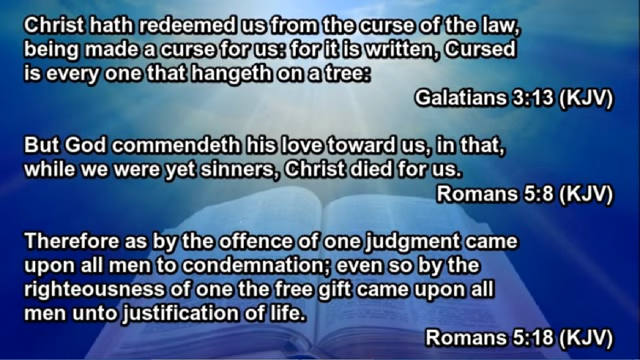 Christ hath redeemed us from the curse of the law,
being made a curse for us: for it is written, Cursed
is every one that hangeth on a tree:
Galatians 3:13 (KJV)
But God commendeth his love toward us, in that,
while we were yet sinners, Christ died for us.
Romans 5:8 (KJV)
Therefore as by the offence of one judgment came
upon all men to condemnation; even so by the
righteousness of one the free gift came upon all
men unto justification of life.
Romans 5:18 (KJV)